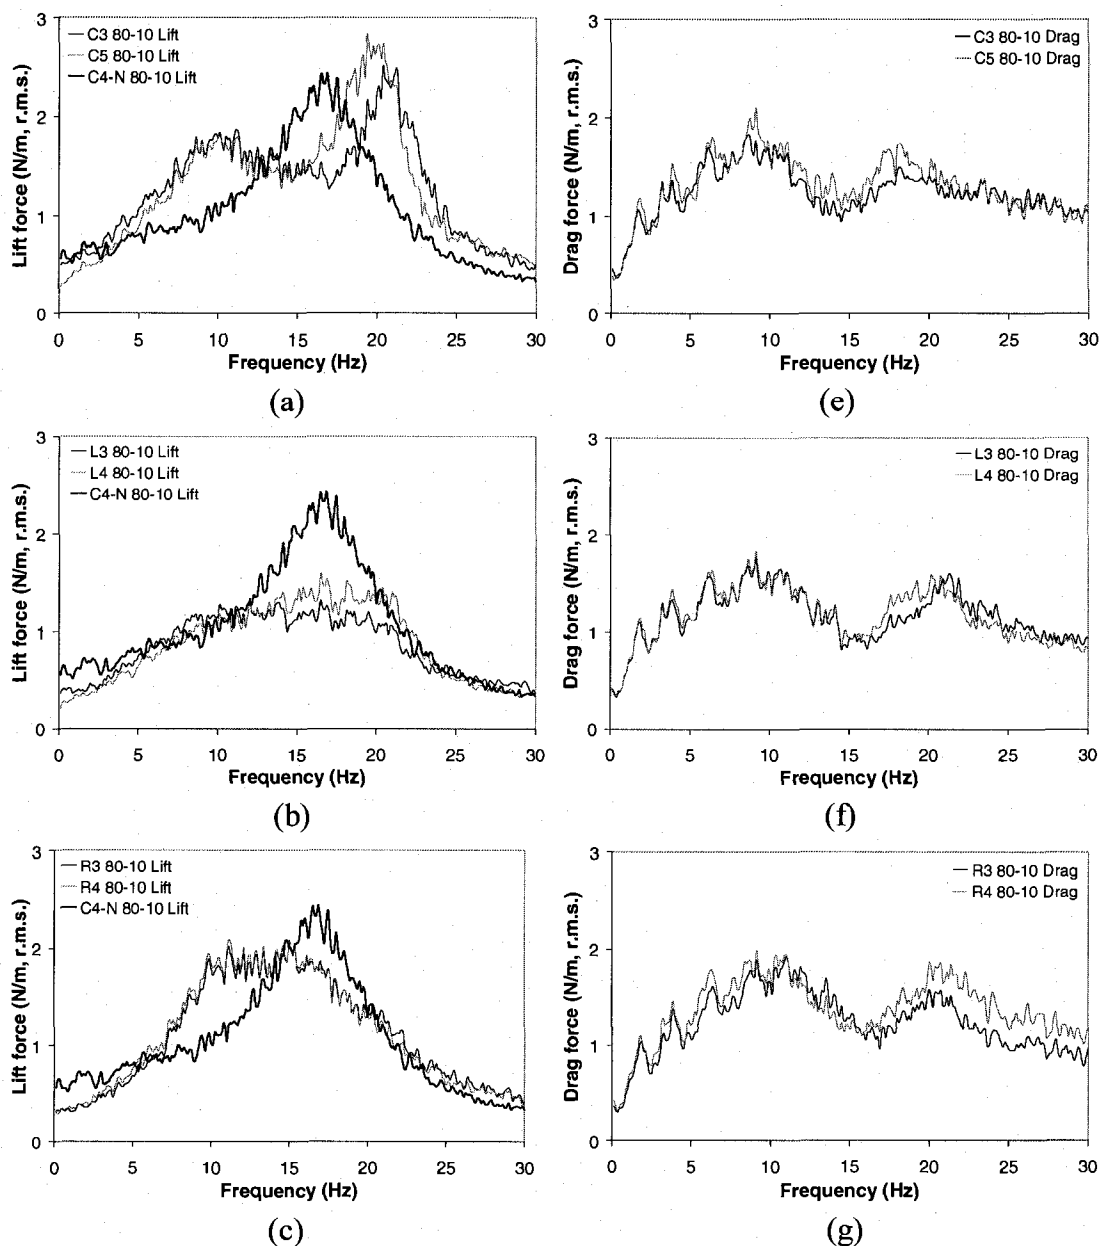 3
2
1
0
Lift force (N/m, r.m.s.)
C3 80-10 Lift
C5 80-10 Lift
C4-N 80-10 Lift
0 5 10 15 20 25 30
Frequency (Hz)
(a)
3
2
1
0
Drag force (N/m, r.m.s.)
C3 80-10 Drag
C5 80-10 Drag
0 5 10 15 20 25 30
Frequency (Hz)
(e)
3
2
1
0
Lift force (N/m, r.m.s.)
L3 80-10 Lift
L4 80-10 Lift
C4-N 80-10 Lift
0 5 10 15 20 25 30
Frequency (Hz)
(b)
3
2
1
0
Drag force (N/m, r.m.s.)
L3 80-10 Drag
L4 80-10 Drag
0 5 10 15 20 25 30
Frequency (Hz)
(f)
3
2
1
0
Lift force (N/m, r.m.s.)
R3 80-10 Lift
R4 80-10 Lift
C4-N 80-10 Lift
0 5 10 15 20 25 30
Frequency (Hz)
(c)
3
2
1
0
Drag force (N/m, r.m.s.)
R3 80-10 Drag
R4 80-10 Drag
0 5 10 15 20 25 30
Frequency (Hz)
(g)